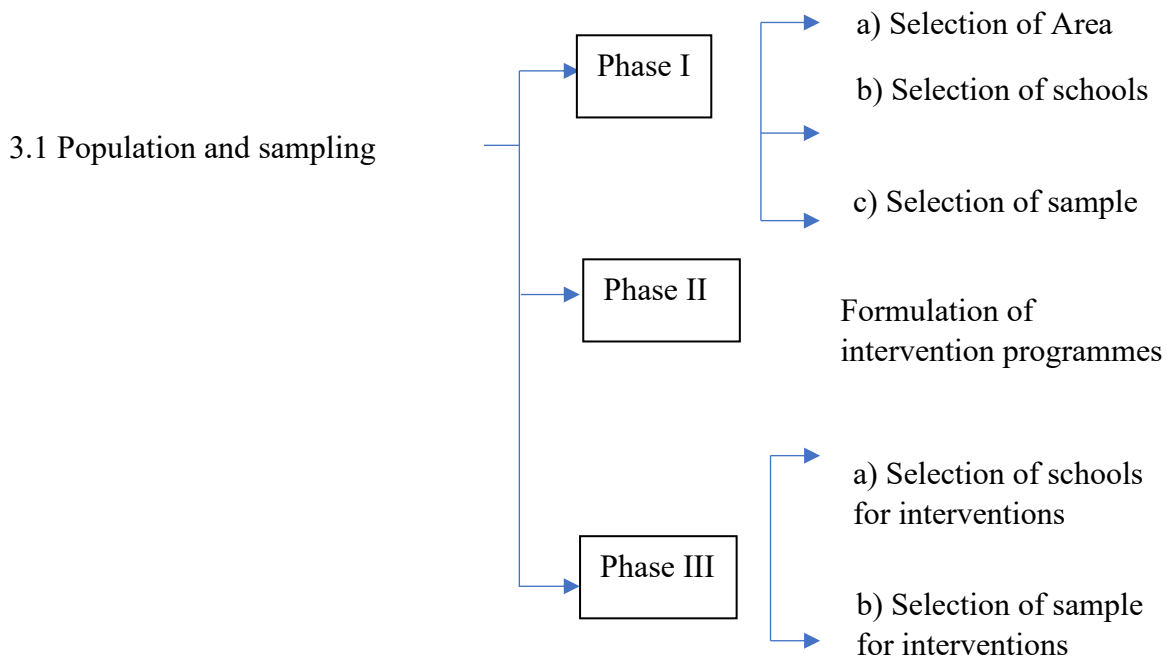 3.1 Population and sampling
Phase I
a) Selection of Area
b) Selection of schools
c) Selection of sample
Phase II
Formulation of
intervention programmes
Phase III
a) Selection of schools
for interventions
b) Selection of sample
for interventions